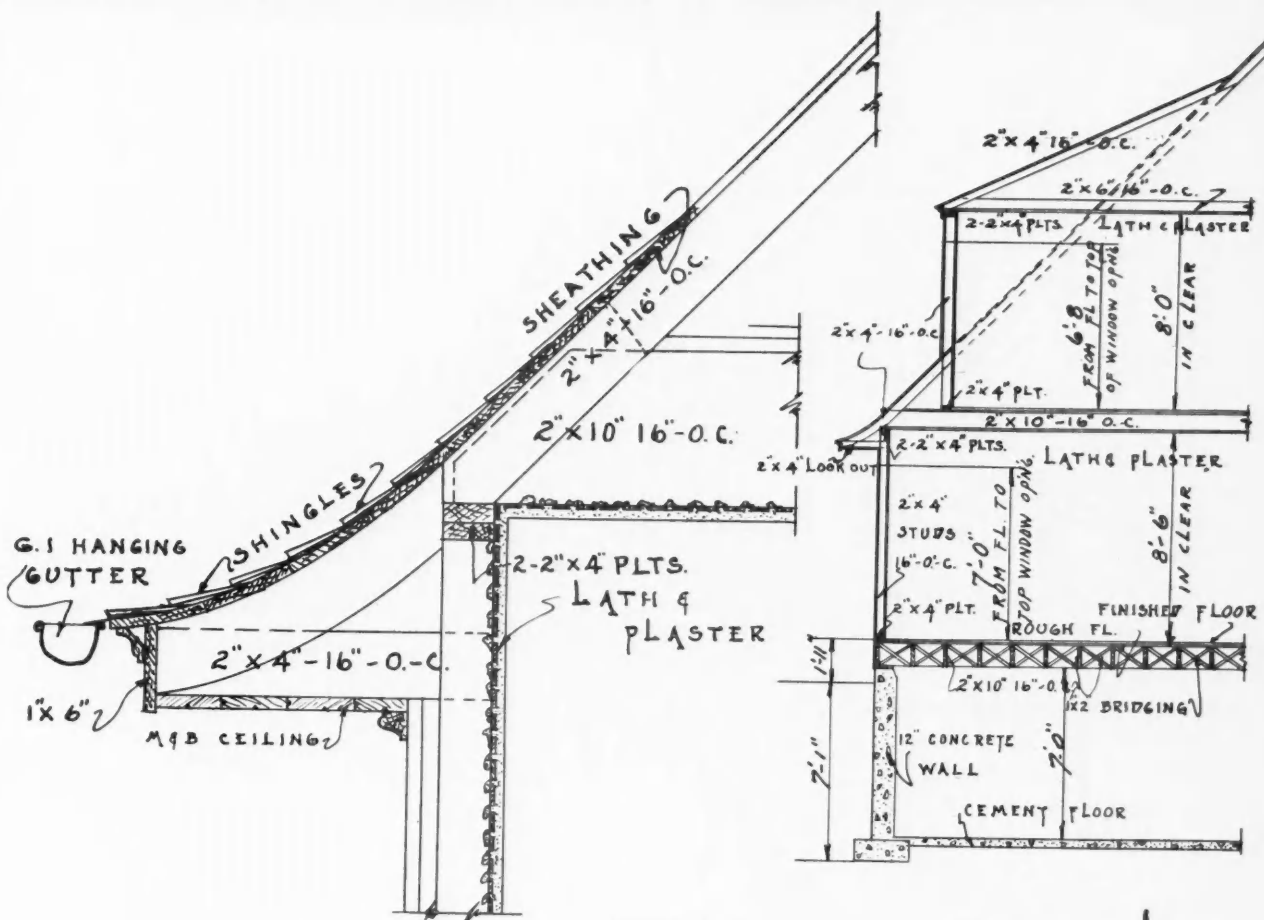 SHEATHING
2" x 4"-16"-O.C.
2"x10" 16"-O.C.
SHINGLES
G.I HANGING
GUTTER
2-2"x4" PLTS.
LATH &
PLASTER
2"x4"-16"-O.-C.
1"x6"
M&B CEILING
2"x4" 16"-O.C.
2"x6" 16"-O.C.
2-2"x4" PLTS.
LATH & PLASTER
6'-8
FROM FL. TO TOP
OF WINDOW OPNG.
8'-0"
IN CLEAR
2"x4"-16"-O.C
2"x4" PLT.
2"x10"-16" O.-C.
2-2"x4" PLTS.
LATH & PLASTER
2"x4" LOOK OUT
2"x4"
STUDS
16"-O.-C.
7'-0"
FROM FL. TO
TOP WINDOW OPNG.
8'-6"
IN CLEAR
2"x4" PLT.
FINISHED FLOOR
ROUGH FL.
1'-11"
2"x10" 16"-O.C.
1x2 BRIDGING
12" CONCRETE
WALL
7'-1"
7'0"
CEMENT FLOOR